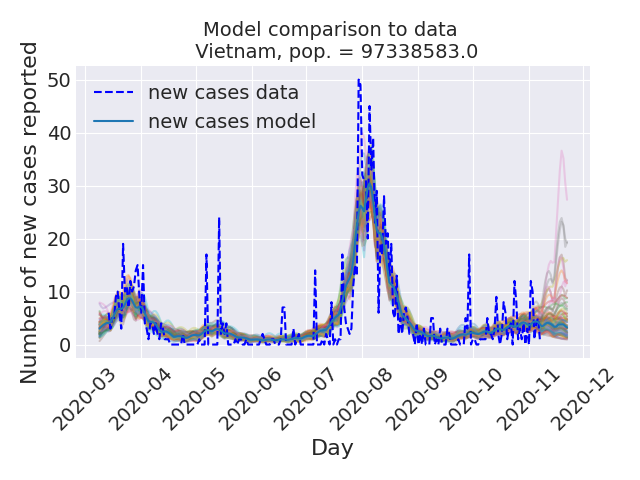 Model comparison to data
Vietnam, pop. = 97338583.0
Number of new cases reported
50
40
30
20
10
0
new cases data
new cases model
2020-03
2020-04
2020-05
2020-06
2020-07
2020-08
2020-09
2020-10
2020-11
2020-12
Day